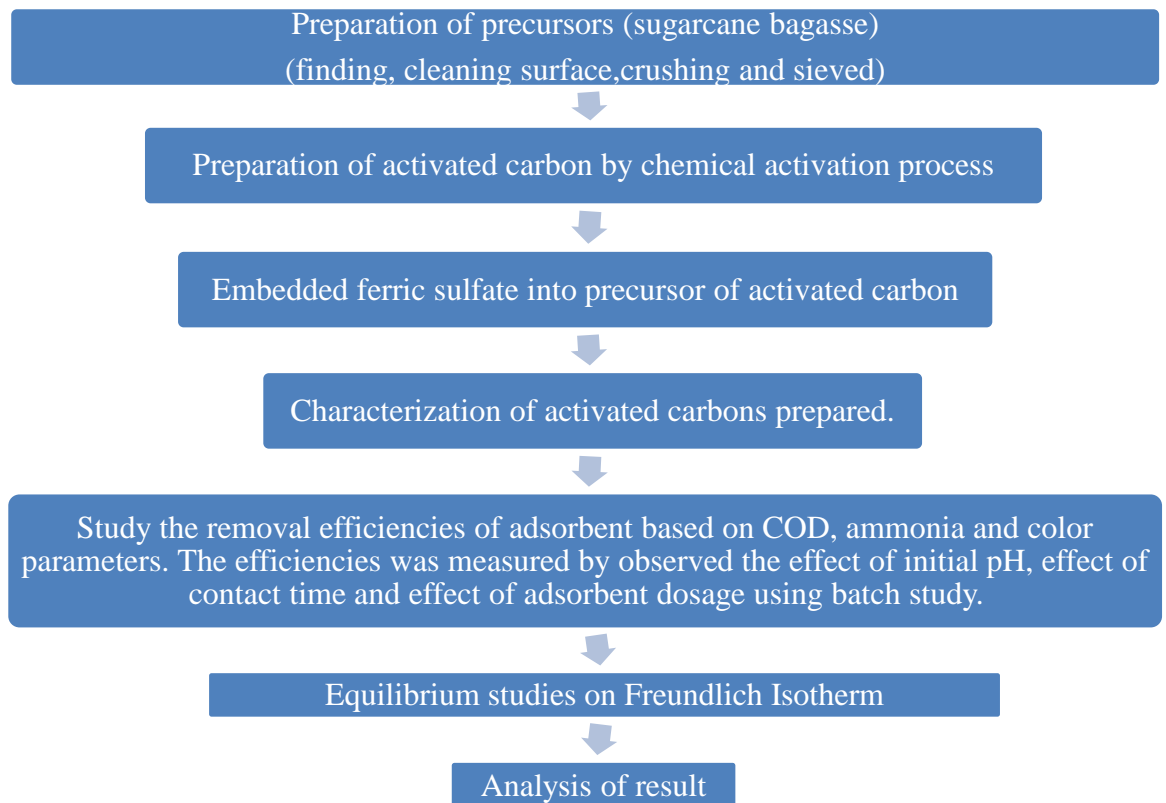 Preparation of precursors (sugarcane bagasse)
(finding, cleaning surface,crushing and sieved)
Preparation of activated carbon by chemical activation process
Embedded ferric sulfate into precursor of activated carbon
Characterization of activated carbons prepared.
Study the removal efficiencies of adsorbent based on COD, ammonia and color
parameters. The efficiencies was measured by observed the effect of initial pH, effect of
contact time and effect of adsorbent dosage using batch study.
Equilibrium studies on Freundlich Isotherm
Analysis of result